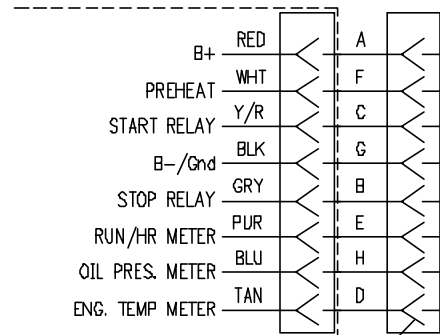 B+ RED A
PREHEAT WHT F
START RELAY Y/R C
B-/Gnd BLK G
STOP RELAY GRY B
RUN/HR METER PUR E
OIL PRES. METER BLU H
ENG. TEMP METER TAN D